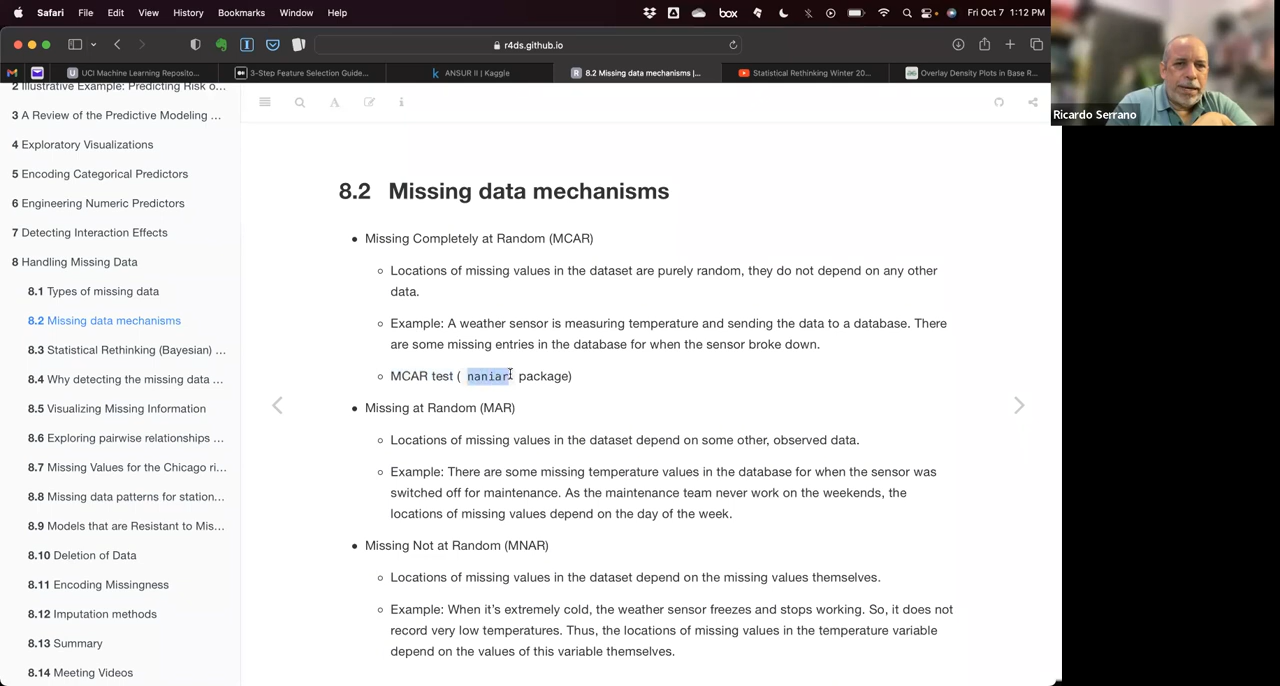 Safari File Edit View History Bookmarks Window Help box Fri Oct 7 1:12 PM
r4ds.github.io
UCI Machine Learning Reposito... 3-Step Feature Selection Guide... ANSUR II | Kaggle 8.2 Missing data mechanisms |... Statistical Rethinking Winter 20... Overlay Density Plots in Base R...
Ricardo Serrano
2 Illustrative Example: Predicting Risk o...
3 A Review of the Predictive Modeling ...
4 Exploratory Visualizations
5 Encoding Categorical Predictors
6 Engineering Numeric Predictors
7 Detecting Interaction Effects
8 Handling Missing Data
8.1 Types of missing data
8.2 Missing data mechanisms
8.3 Statistical Rethinking (Bayesian) ...
8.4 Why detecting the missing data ...
8.5 Visualizing Missing Information
8.6 Exploring pairwise relationships ...
8.7 Missing Values for the Chicago ri...
8.8 Missing data patterns for station...
8.9 Models that are Resistant to Mis...
8.10 Deletion of Data
8.11 Encoding Missingness
8.12 Imputation methods
8.13 Summary
8.14 Meeting Videos
8.2 Missing data mechanisms
• Missing Completely at Random (MCAR)
◦ Locations of missing values in the dataset are purely random, they do not depend on any other
data.
◦ Example: A weather sensor is measuring temperature and sending the data to a database. There
are some missing entries in the database for when the sensor broke down.
◦ MCAR test ( naniar package)
• Missing at Random (MAR)
◦ Locations of missing values in the dataset depend on some other, observed data.
◦ Example: There are some missing temperature values in the database for when the sensor was
switched off for maintenance. As the maintenance team never work on the weekends, the
locations of missing values depend on the day of the week.
• Missing Not at Random (MNAR)
◦ Locations of missing values in the dataset depend on the missing values themselves.
◦ Example: When it's extremely cold, the weather sensor freezes and stops working. So, it does not
record very low temperatures. Thus, the locations of missing values in the temperature variable
depend on the values of this variable themselves.